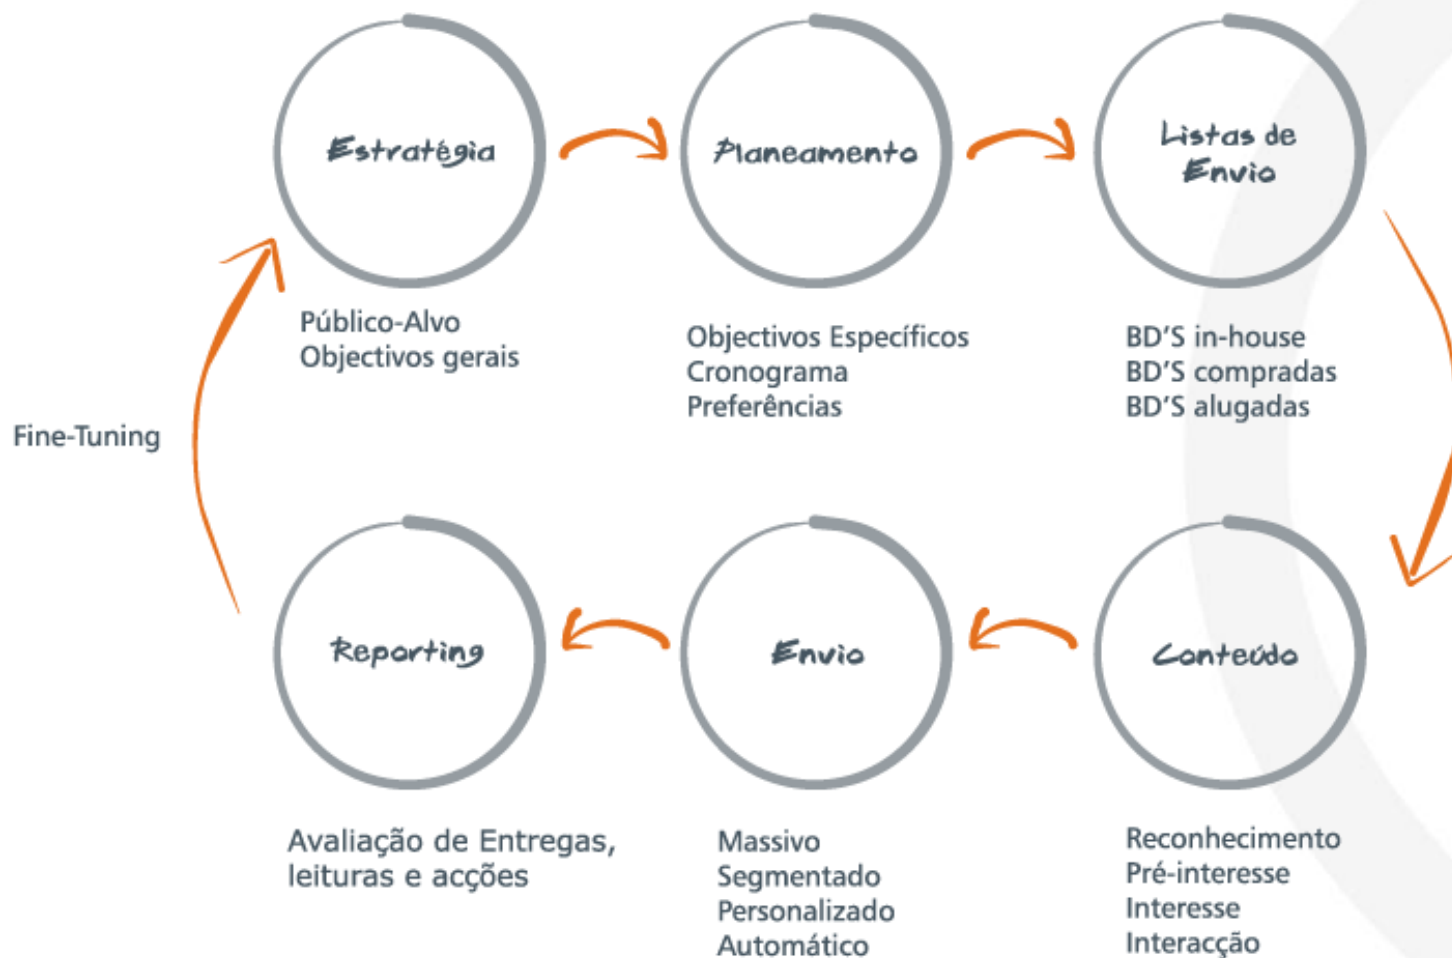 Estratégia
Planeamento
Listas de
Envio
Público-Alvo
Objectivos gerais
Objectivos Específicos
Cronograma
Preferências
BD'S in-house
BD'S compradas
BD'S alugadas
Fine-Tuning
Reporting
Envio
Conteúdo
Avaliação de Entregas,
leituras e acções
Massivo
Segmentado
Personalizado
Automático
Reconhecimento
Pré-interesse
Interesse
Interacção